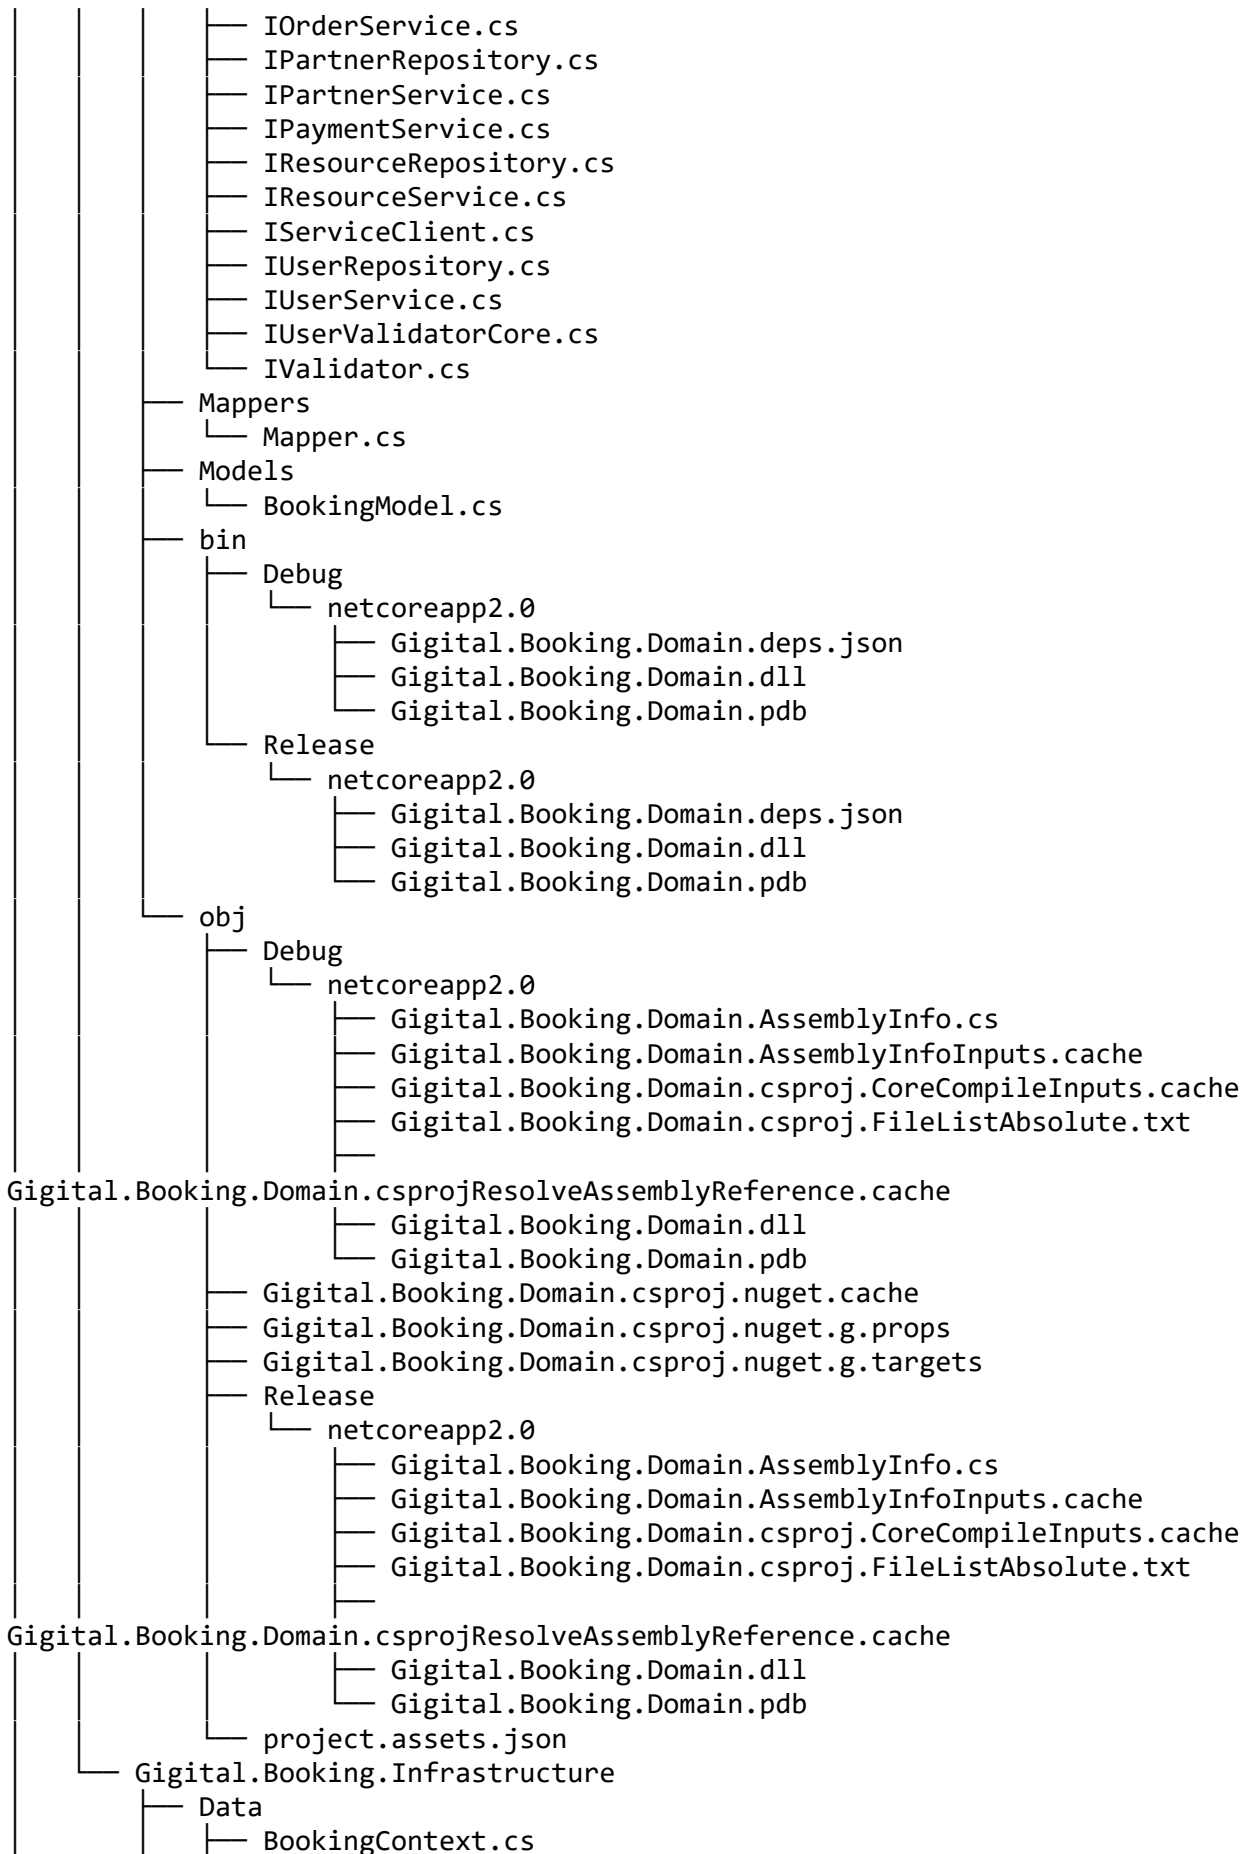 │   │   │   ├── IOrderService.cs
│   │   │   ├── IPartnerRepository.cs
│   │   │   ├── IPartnerService.cs
│   │   │   ├── IPaymentService.cs
│   │   │   ├── IResourceRepository.cs
│   │   │   ├── IResourceService.cs
│   │   │   ├── IServiceClient.cs
│   │   │   ├── IUserRepository.cs
│   │   │   ├── IUserService.cs
│   │   │   ├── IUserValidatorCore.cs
│   │   │   └── IValidator.cs
│   │   ├── Mappers
│   │   │   └── Mapper.cs
│   │   ├── Models
│   │   │   └── BookingModel.cs
│   │   ├── bin
│   │   │   ├── Debug
│   │   │   │   └── netcoreapp2.0
│   │   │   │       ├── Gigital.Booking.Domain.deps.json
│   │   │   │       ├── Gigital.Booking.Domain.dll
│   │   │   │       └── Gigital.Booking.Domain.pdb
│   │   │   └── Release
│   │   │       └── netcoreapp2.0
│   │   │           ├── Gigital.Booking.Domain.deps.json
│   │   │           ├── Gigital.Booking.Domain.dll
│   │   │           └── Gigital.Booking.Domain.pdb
│   │   └── obj
│   │       ├── Debug
│   │       │   └── netcoreapp2.0
│   │       │       ├── Gigital.Booking.Domain.AssemblyInfo.cs
│   │       │       ├── Gigital.Booking.Domain.AssemblyInfoInputs.cache
│   │       │       ├── Gigital.Booking.Domain.csproj.CoreCompileInputs.cache
│   │       │       ├── Gigital.Booking.Domain.csproj.FileListAbsolute.txt
│   │       │       ├──
Gigital.Booking.Domain.csprojResolveAssemblyReference.cache
│   │       │       ├── Gigital.Booking.Domain.dll
│   │       │       └── Gigital.Booking.Domain.pdb
│   │       ├── Gigital.Booking.Domain.csproj.nuget.cache
│   │       ├── Gigital.Booking.Domain.csproj.nuget.g.props
│   │       ├── Gigital.Booking.Domain.csproj.nuget.g.targets
│   │       ├── Release
│   │       │   └── netcoreapp2.0
│   │       │       ├── Gigital.Booking.Domain.AssemblyInfo.cs
│   │       │       ├── Gigital.Booking.Domain.AssemblyInfoInputs.cache
│   │       │       ├── Gigital.Booking.Domain.csproj.CoreCompileInputs.cache
│   │       │       ├── Gigital.Booking.Domain.csproj.FileListAbsolute.txt
│   │       │       ├──
Gigital.Booking.Domain.csprojResolveAssemblyReference.cache
│   │       │       ├── Gigital.Booking.Domain.dll
│   │       │       └── Gigital.Booking.Domain.pdb
│   │       └── project.assets.json
│   └── Gigital.Booking.Infrastructure
│       ├── Data
│       │   ├── BookingContext.cs